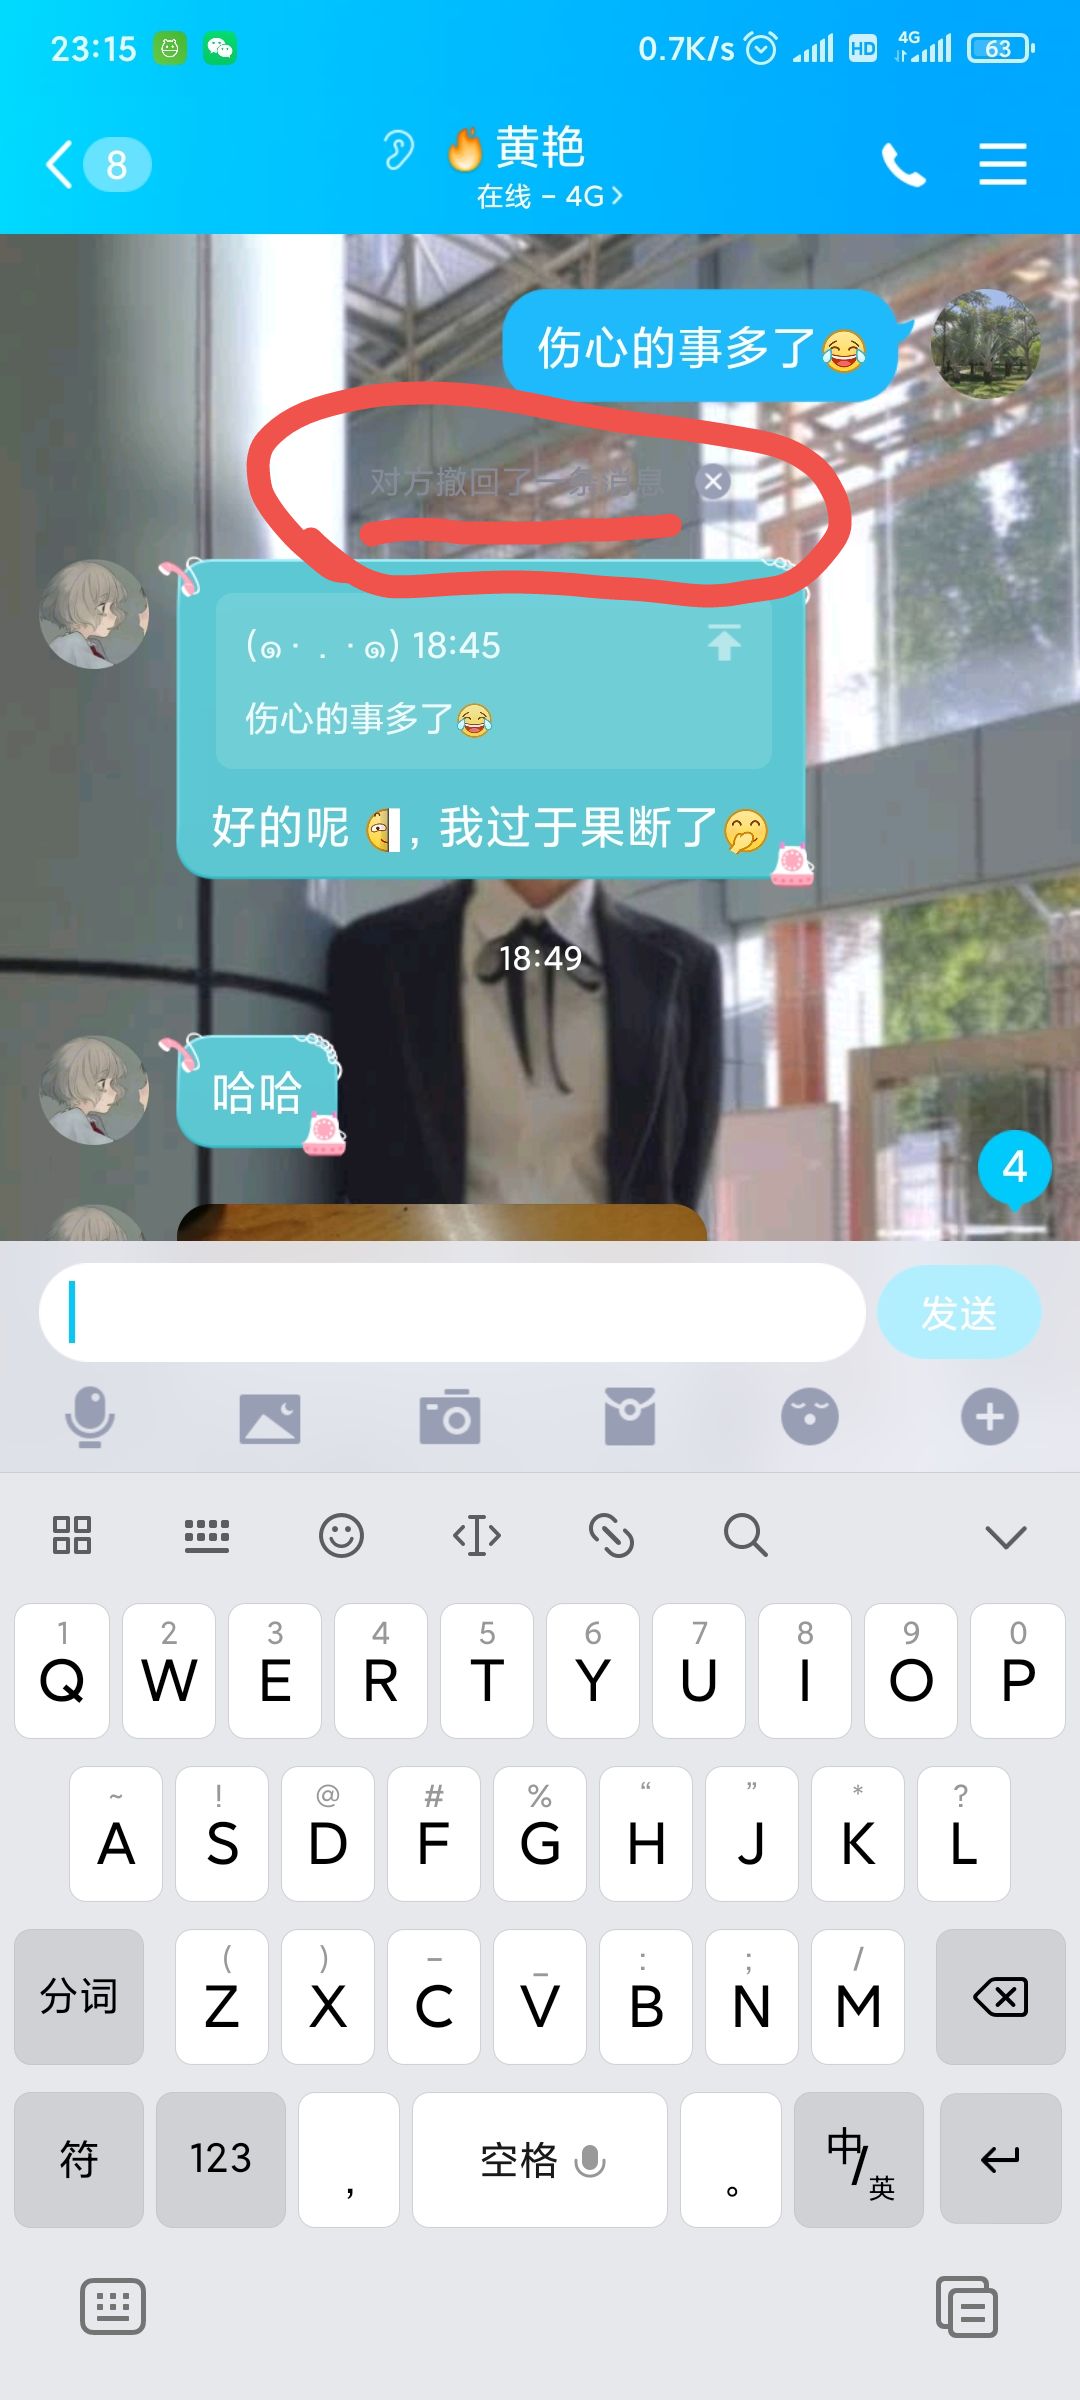 23:15
0.7K/s
HD
4G
63
8
黄艳
在线 - 4G
伤心的事多了😂
对方撤回了一条消息
(๑· . ·๑) 18:45
伤心的事多了😂
好的呢, 我过于果断了🤭
18:49
哈哈
4
发送
1 2 3 4 5 6 7 8 9 0
Q W E R T Y U I O P
~ ! @ # % “ ” * ?
A S D F G H J K L
( ) – _ : ; /
分词 Z X C V B N M
符 123 , 空格 。 中/英